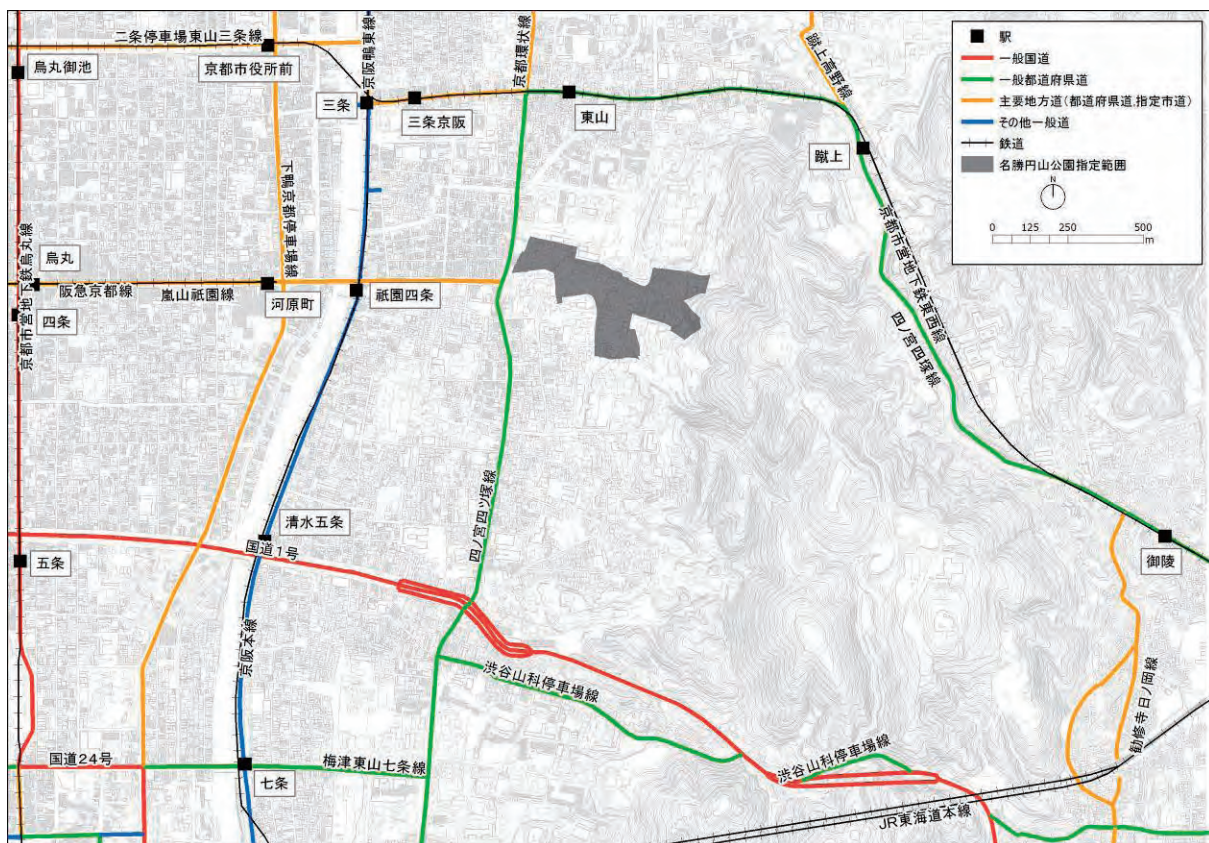 二条停車場東山三条線
烏丸御池
京都市役所前
京阪鴨東線
三条
三条京阪
京都環状線
東山
蹴上高野線
蹴上
下鴨京都停車場線
京都市営地下鉄東西線
四ノ宮四塚線
烏丸
阪急京都線
嵐山祇園線
河原町
祇園四条
四条
京都市営地下鉄烏丸線
四ノ宮四ツ塚線
清水五条
国道1号
五条
御陵
京阪本線
渋谷山科停車場線
勧修寺日ノ岡線
国道24号
七条
梅津東山七条線
渋谷山科停車場線
JR東海道本線
駅
一般国道
一般都道府県道
主要地方道(都道府県道,指定市道)
その他一般道
鉄道
名勝円山公園指定範囲
N
0 125 250 500
m